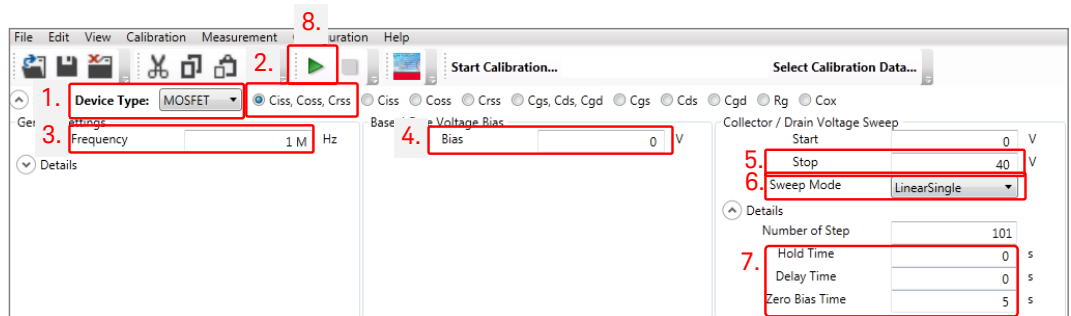 8.
File Edit View Calibration Measurement uration Help
2. Start Calibration... Select Calibration Data...
1. Device Type: MOSFET Ciss, Coss, Crss Ciss Coss Crss Cgs, Cds, Cgd Cgs Cds Cgd Rg Cox
Settings Voltage Bias Collector / Drain Voltage Sweep
3. Frequency 1 M Hz 4. Bias 0 V Start 0 V
Details 5. Stop 40 V
6. Sweep Mode LinearSingle
Details
Number of Step 101
7. Hold Time 0 s
Delay Time 0 s
Zero Bias Time 5 s